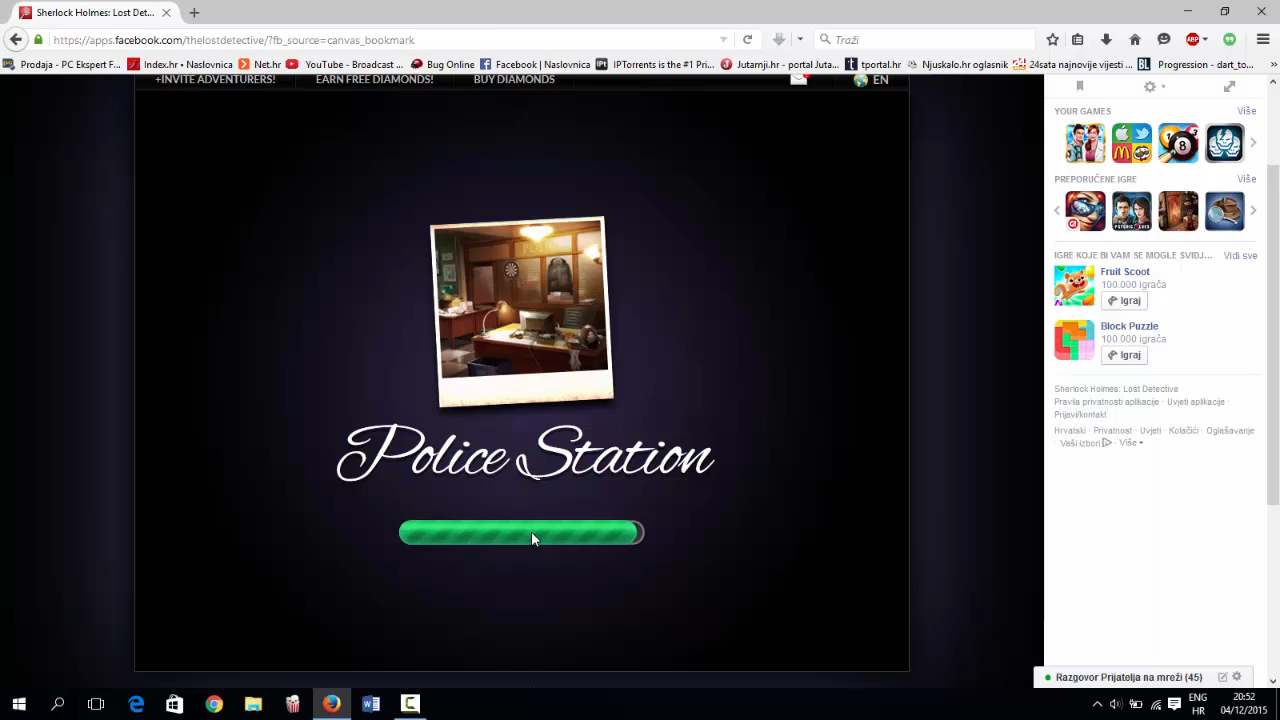 Sherlock Holmes: Lost Det...
https://apps.facebook.com/thelostdetective/?fb_source=canvas_bookmark
Traži
ABP
Prodaja - PC Ekspert F...
Index.hr • Naslovnica
Net.hr
YouTube - Broadcast ...
Bug Online
Facebook | Naslovnica
IPTorrents is the #1 Pri...
Jutarnji.hr - portal Jutar...
tportal.hr
Njuskalo.hr oglasnik
24sata najnovije vijesti ...
Progression - dart_to...
+INVITE ADVENTURERS!
EARN FREE DIAMONDS!
BUY DIAMONDS
EN
Police Station
YOUR GAMES
Više
PREPORUČENE IGRE
Više
IGRE KOJE BI VAM SE MOGLE SVIDJ...
Vidi sve
Fruit Scoot
100.000 igrača
Igraj
Block Puzzle
100.000 igrača
Igraj
Sherlock Holmes: Lost Detective
Pravila privatnosti aplikacije · Uvjeti aplikacije ·
Prijavi/kontakt
Hrvatski · Privatnost · Uvjeti · Kolačići · Oglašavanje
· Vaši izbori · Više
Razgovor Prijatelja na mreži (45)
ENG
HR
20:52
04/12/2015